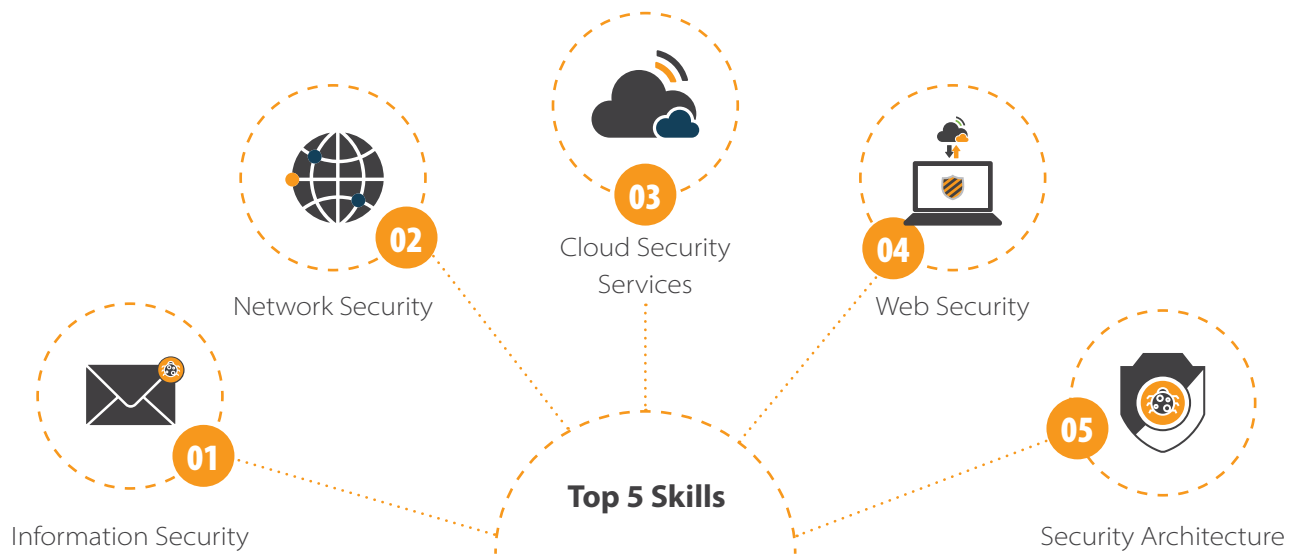 01
Information Security
02
Network Security
03
Cloud Security
Services
04
Web Security
05
Security Architecture
Top 5 Skills